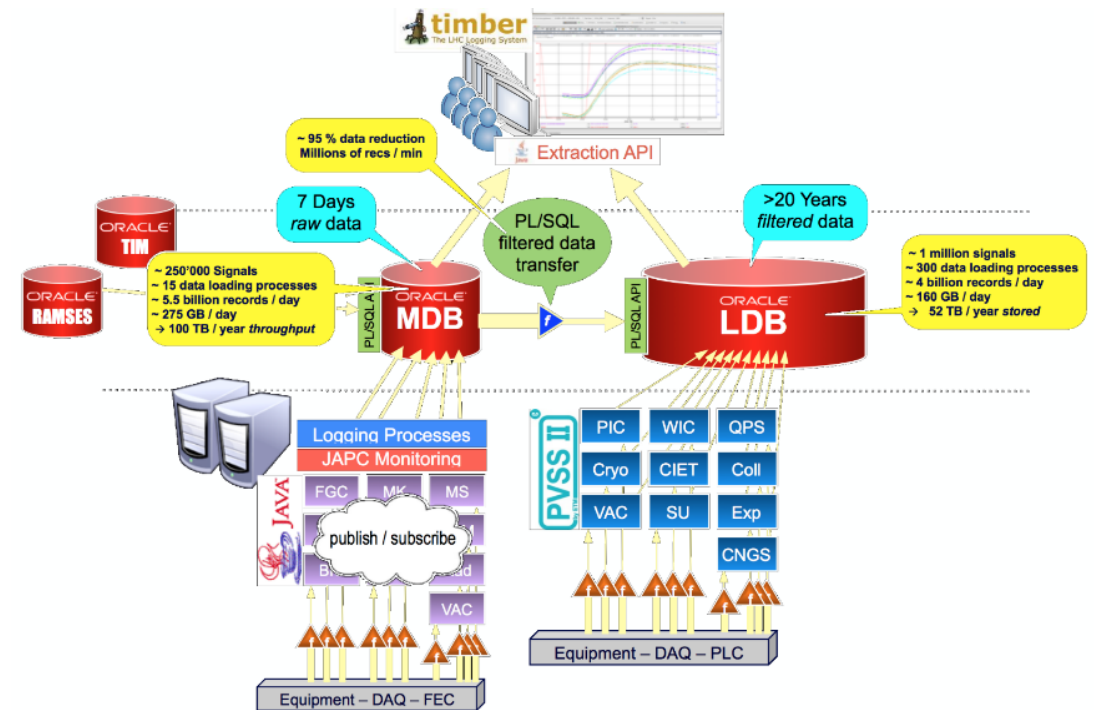 timber
The LHC Logging System
Java
Extraction API
~ 95 % data reduction
Millions of recs / min
7 Days
raw data
PL/SQL
filtered data
transfer
>20 Years
filtered data
ORACLE
TIM
ORACLE
RAMSES
~ 250'000 Signals
~ 15 data loading processes
~ 5.5 billion records / day
~ 275 GB / day
→ 100 TB / year throughput
PL/SQL API
ORACLE
MDB
f
PL/SQL API
ORACLE
LDB
~ 1 million signals
~ 300 data loading processes
~ 4 billion records / day
~ 160 GB / day
→ 52 TB / year stored
Logging Processes
JAPC Monitoring
JAVA
FGC
MK
MS
publish / subscribe
VAC
f f f f f f f
Equipment – DAQ – FEC
PVSS II
PIC
WIC
QPS
Cryo
CIET
Coll
VAC
SU
Exp
CNGS
f f f f f f f
Equipment – DAQ – PLC